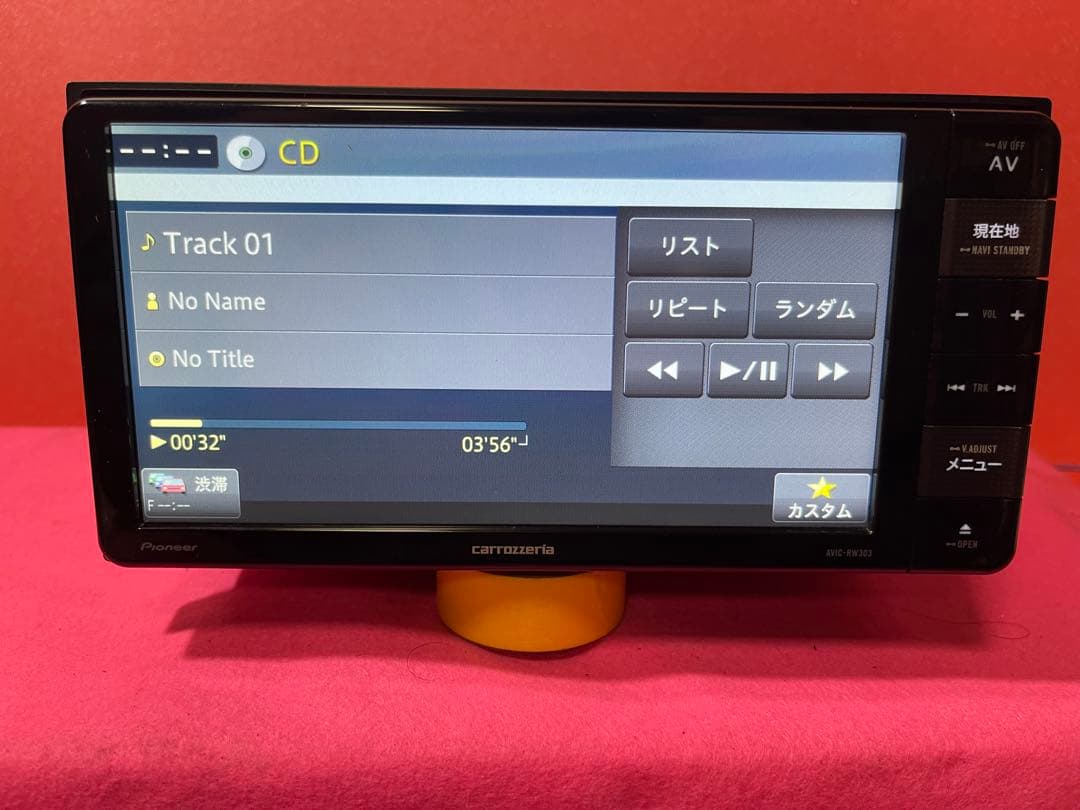 --:-- CD
♪ Track 01
No Name
No Title
00'32" 03'56"
渋滞
F --:--
リスト
リピート ランダム
◀◀ ▶/II ▶▶
カスタム
AV OFF
AV
現在地
NAVI STANDBY
− VOL +
TRK
V.ADJUST
メニュー
OPEN
Pioneer carrozzeria AVIC-RW303